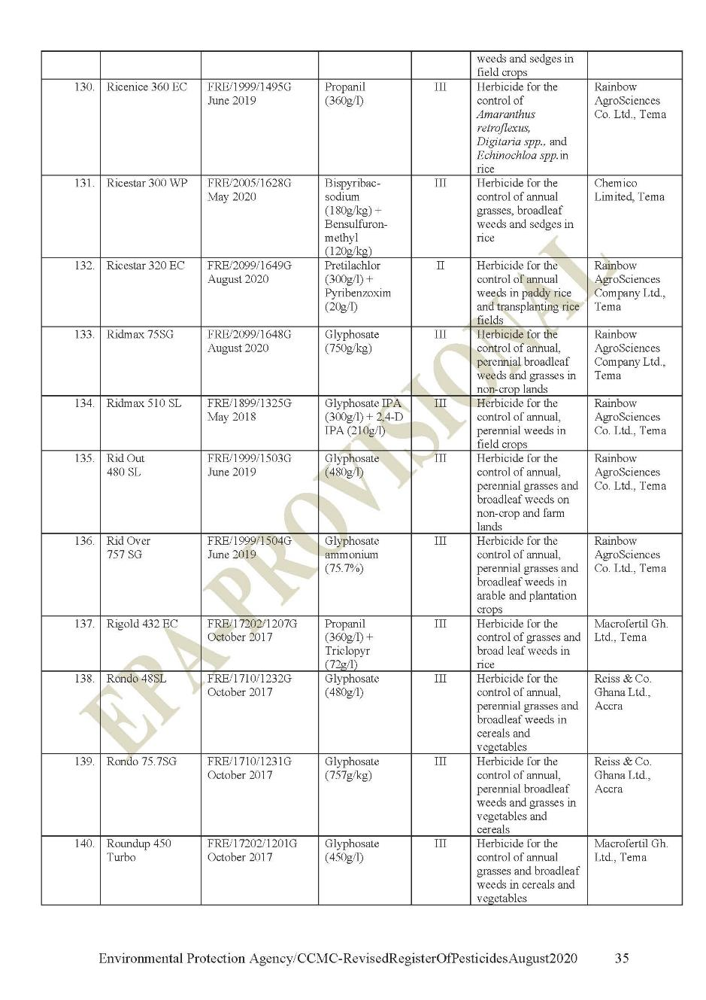 weeds and sedges in
field crops
130. Ricenice 360 EC FRE/1999/1495G Propanil III Herbicide for the Rainbow
June 2019 (360g/l) control of AgroSciences
Amaranthus Co. Ltd., Tema
retroflexus,
Digitaria spp., and
Echinochloa spp.in
rice
131. Ricestar 300 WP FRE/2005/1628G Bispyribac- III Herbicide for the Chemico
May 2020 sodium control of annual Limited, Tema
(180g/kg) + grasses, broadleaf
Bensulfuron- weeds and sedges in
methyl rice
(120g/kg)
132. Ricestar 320 EC FRE/2099/1649G Pretilachlor II Herbicide for the Rainbow
August 2020 (300g/l) + control of annual AgroSciences
Pyribenzoxim weeds in paddy rice Company Ltd.,
(20g/l) and transplanting rice Tema
fields
133. Ridmax 75SG FRE/2099/1648G Glyphosate III Herbicide for the Rainbow
August 2020 (750g/kg) control of annual, AgroSciences
perennial broadleaf Company Ltd.,
weeds and grasses in Tema
non-crop lands
134. Ridmax 510 SL FRE/1899/1325G Glyphosate IPA III Herbicide for the Rainbow
May 2018 (300g/l) + 2,4-D control of annual, AgroSciences
IPA (210g/l) perennial weeds in Co. Ltd., Tema
field crops
135. Rid Out FRE/1999/1503G Glyphosate III Herbicide for the Rainbow
480 SL June 2019 (480g/l) control of annual, AgroSciences
perennial grasses and Co. Ltd., Tema
broadleaf weeds on
non-crop and farm
lands
136. Rid Over FRE/1999/1504G Glyphosate III Herbicide for the Rainbow
757 SG June 2019 ammonium control of annual, AgroSciences
(75.7%) perennial grasses and Co. Ltd., Tema
broadleaf weeds in
arable and plantation
crops
137. Rigold 432 EC FRE/17202/1207G Propanil III Herbicide for the Macrofertil Gh.
October 2017 (360g/l) + control of grasses and Ltd., Tema
Triclopyr broad leaf weeds in
(72g/l) rice
138. Rondo 48SL FRE/1710/1232G Glyphosate III Herbicide for the Reiss & Co.
October 2017 (480g/l) control of annual, Ghana Ltd.,
perennial grasses and Accra
broadleaf weeds in
cereals and
vegetables
139. Rondo 75.7SG FRE/1710/1231G Glyphosate III Herbicide for the Reiss & Co.
October 2017 (757g/kg) control of annual, Ghana Ltd.,
perennial broadleaf Accra
weeds and grasses in
vegetables and
cereals
140. Roundup 450 FRE/17202/1201G Glyphosate III Herbicide for the Macrofertil Gh.
Turbo October 2017 (450g/l) control of annual Ltd., Tema
grasses and broadleaf
weeds in cereals and
vegetables
EPA-PROVISIONAL
Environmental Protection Agency/CCMC-RevisedRegisterOfPesticidesAugust2020 35